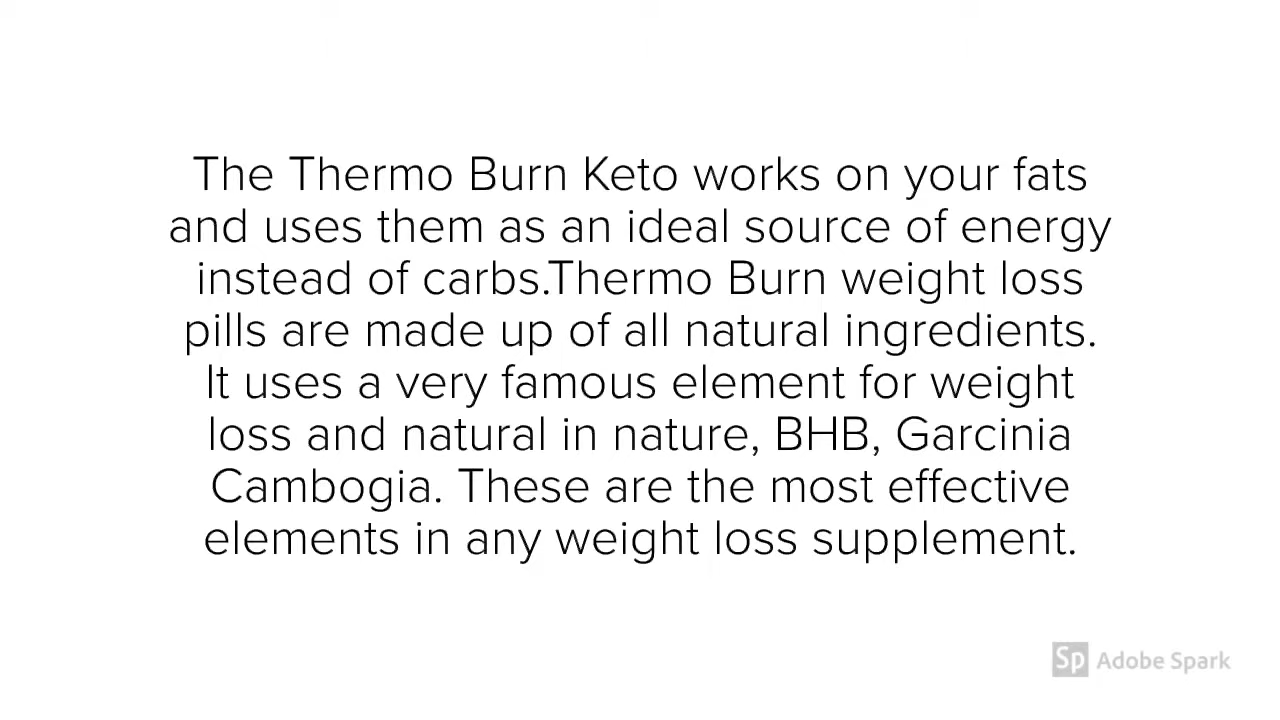 The Thermo Burn Keto works on your fats
and uses them as an ideal source of energy
instead of carbs.Thermo Burn weight loss
pills are made up of all natural ingredients.
It uses a very famous element for weight
loss and natural in nature, BHB, Garcinia
Cambogia. These are the most effective
elements in any weight loss supplement.
Sp Adobe Spark